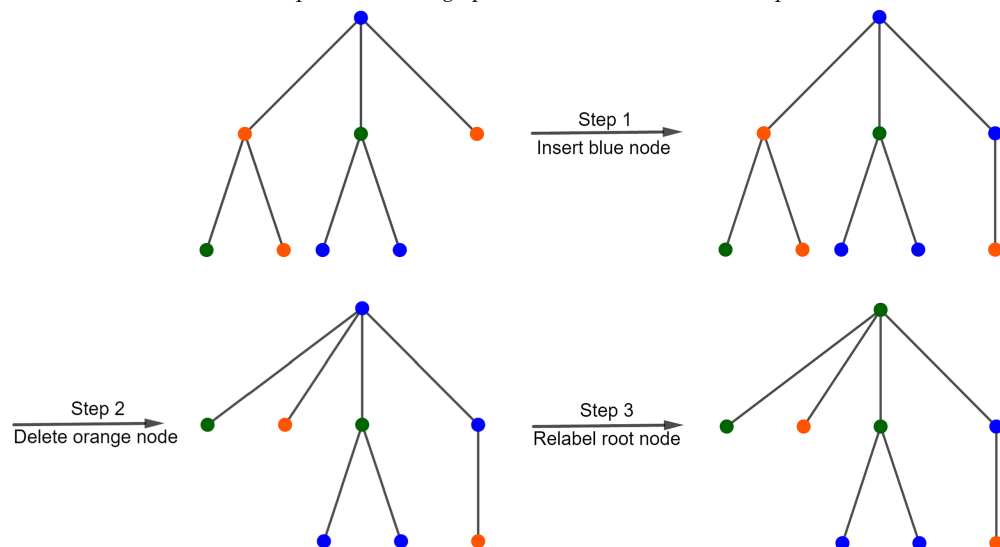 Step 1
Insert blue node
Step 2
Delete orange node
Step 3
Relabel root node